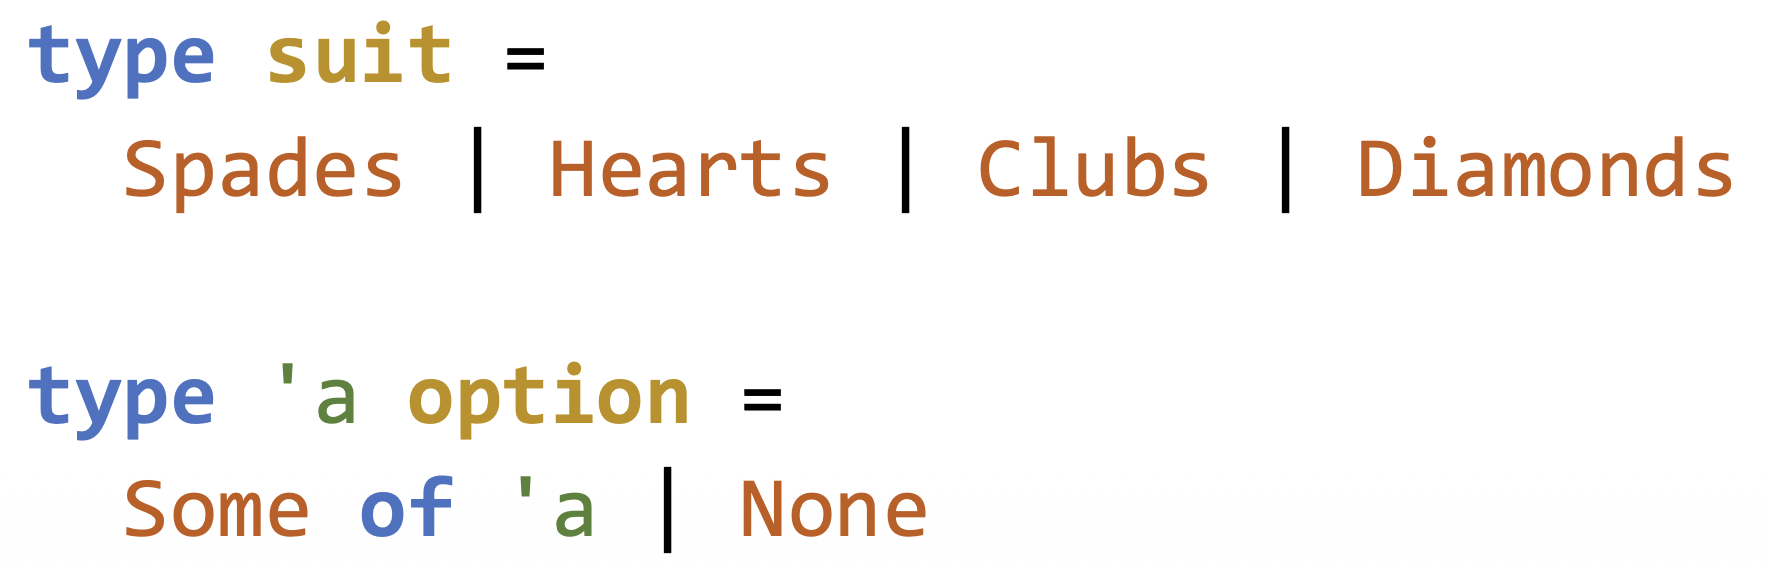 type suit =
Spades | Hearts | Clubs | Diamonds
type 'a option =
Some of 'a | None